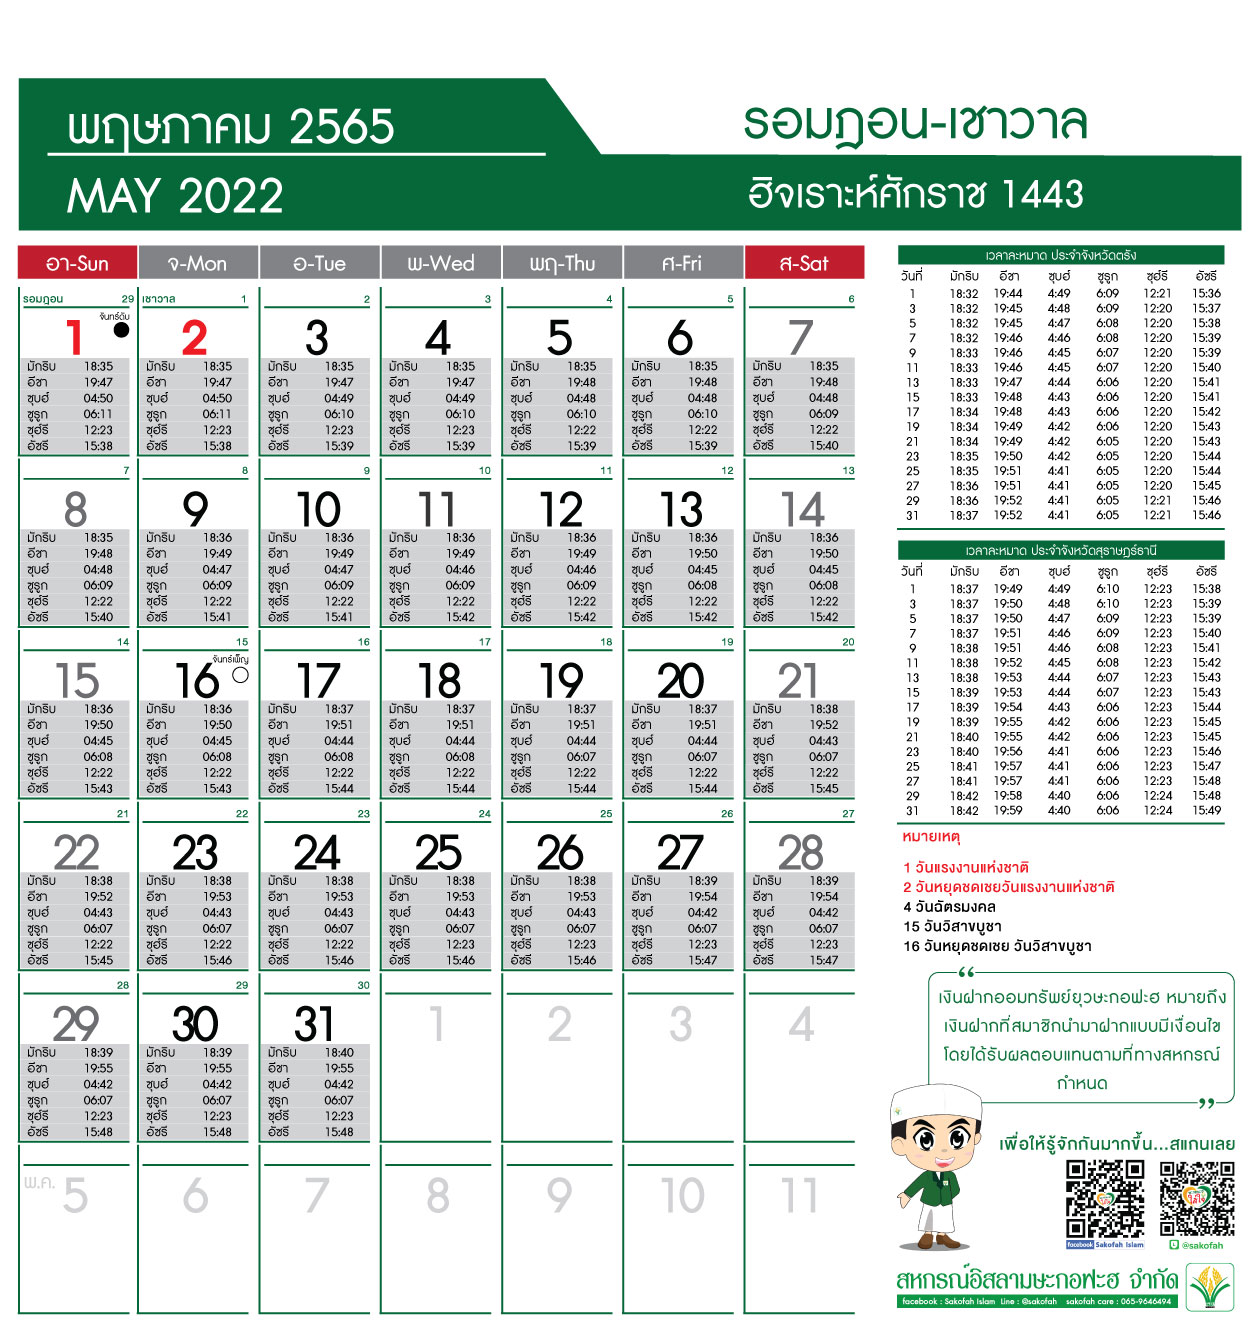 พฤษภาคม 2565
MAY 2022
รอมฎอน-เชาวาล
ฮิจเราะห์ศักราช 1443
อา-Sun จ-Mon อ-Tue พ-Wed พฤ-Thu ศ-Fri ส-Sat
รอมฎอน 29 เชาวาล 1 2 3 4 5 6
จันทร์ดับ
1 2 3 4 5 6 7
มักริบ 18:35 มักริบ 18:35 มักริบ 18:35 มักริบ 18:35 มักริบ 18:35 มักริบ 18:35 มักริบ 18:35
อีชา 19:47 อีชา 19:47 อีชา 19:47 อีชา 19:47 อีชา 19:48 อีชา 19:48 อีชา 19:48
ซุบฮ์ 04:50 ซุบฮ์ 04:50 ซุบฮ์ 04:49 ซุบฮ์ 04:49 ซุบฮ์ 04:48 ซุบฮ์ 04:48 ซุบฮ์ 04:48
ชูรูก 06:11 ชูรูก 06:11 ชูรูก 06:10 ชูรูก 06:10 ชูรูก 06:10 ชูรูก 06:10 ชูรูก 06:09
ซุฮ์รี 12:23 ซุฮ์รี 12:23 ซุฮ์รี 12:23 ซุฮ์รี 12:23 ซุฮ์รี 12:22 ซุฮ์รี 12:22 ซุฮ์รี 12:22
อัซรี 15:38 อัซรี 15:38 อัซรี 15:39 อัซรี 15:39 อัซรี 15:39 อัซรี 15:39 อัซรี 15:40
7 8 9 10 11 12 13
8 9 10 11 12 13 14
มักริบ 18:35 มักริบ 18:36 มักริบ 18:36 มักริบ 18:36 มักริบ 18:36 มักริบ 18:36 มักริบ 18:36
อีชา 19:48 อีชา 19:49 อีชา 19:49 อีชา 19:49 อีชา 19:49 อีชา 19:50 อีชา 19:50
ซุบฮ์ 04:48 ซุบฮ์ 04:47 ซุบฮ์ 04:47 ซุบฮ์ 04:46 ซุบฮ์ 04:46 ซุบฮ์ 04:45 ซุบฮ์ 04:45
ชูรูก 06:09 ชูรูก 06:09 ชูรูก 06:09 ชูรูก 06:09 ชูรูก 06:09 ชูรูก 06:08 ชูรูก 06:08
ซุฮ์รี 12:22 ซุฮ์รี 12:22 ซุฮ์รี 12:22 ซุฮ์รี 12:22 ซุฮ์รี 12:22 ซุฮ์รี 12:22 ซุฮ์รี 12:22
อัซรี 15:40 อัซรี 15:41 อัซรี 15:41 อัซรี 15:42 อัซรี 15:42 อัซรี 15:42 อัซรี 15:42
14 15 16 17 18 19 20
จันทร์เพ็ญ
15 16 17 18 19 20 21
มักริบ 18:36 มักริบ 18:36 มักริบ 18:37 มักริบ 18:37 มักริบ 18:37 มักริบ 18:37 มักริบ 18:38
อีชา 19:50 อีชา 19:50 อีชา 19:51 อีชา 19:51 อีชา 19:51 อีชา 19:51 อีชา 19:52
ซุบฮ์ 04:45 ซุบฮ์ 04:45 ซุบฮ์ 04:44 ซุบฮ์ 04:44 ซุบฮ์ 04:44 ซุบฮ์ 04:44 ซุบฮ์ 04:43
ชูรูก 06:08 ชูรูก 06:08 ชูรูก 06:08 ชูรูก 06:08 ชูรูก 06:07 ชูรูก 06:07 ชูรูก 06:07
ซุฮ์รี 12:22 ซุฮ์รี 12:22 ซุฮ์รี 12:22 ซุฮ์รี 12:22 ซุฮ์รี 12:22 ซุฮ์รี 12:22 ซุฮ์รี 12:22
อัซรี 15:43 อัซรี 15:43 อัซรี 15:44 อัซรี 15:44 อัซรี 15:44 อัซรี 15:44 อัซรี 15:45
21 22 23 24 25 26 27
22 23 24 25 26 27 28
มักริบ 18:38 มักริบ 18:38 มักริบ 18:38 มักริบ 18:38 มักริบ 18:38 มักริบ 18:39 มักริบ 18:39
อีชา 19:52 อีชา 19:53 อีชา 19:53 อีชา 19:53 อีชา 19:53 อีชา 19:54 อีชา 19:54
ซุบฮ์ 04:43 ซุบฮ์ 04:43 ซุบฮ์ 04:43 ซุบฮ์ 04:43 ซุบฮ์ 04:43 ซุบฮ์ 04:42 ซุบฮ์ 04:42
ชูรูก 06:07 ชูรูก 06:07 ชูรูก 06:07 ชูรูก 06:07 ชูรูก 06:07 ชูรูก 06:07 ชูรูก 06:07
ซุฮ์รี 12:22 ซุฮ์รี 12:22 ซุฮ์รี 12:22 ซุฮ์รี 12:23 ซุฮ์รี 12:23 ซุฮ์รี 12:23 ซุฮ์รี 12:23
อัซรี 15:45 อัซรี 15:46 อัซรี 15:46 อัซรี 15:46 อัซรี 15:46 อัซรี 15:47 อัซรี 15:47
28 29 30
29 30 31 1 2 3 4
มักริบ 18:39 มักริบ 18:39 มักริบ 18:40
อีชา 19:55 อีชา 19:55 อีชา 19:55
ซุบฮ์ 04:42 ซุบฮ์ 04:42 ซุบฮ์ 04:42
ชูรูก 06:07 ชูรูก 06:07 ชูรูก 06:07
ซุฮ์รี 12:23 ซุฮ์รี 12:23 ซุฮ์รี 12:23
อัซรี 15:48 อัซรี 15:48 อัซรี 15:48
พ.ค. 5 6 7 8 9 10 11
เวลาละหมาด ประจำจังหวัดตรัง
วันที่ มักริบ อีชา ซุบฮ์ ชูรูก ซุฮ์รี อัซรี
1 18:32 19:44 4:49 6:09 12:21 15:36
3 18:32 19:45 4:48 6:09 12:20 15:37
5 18:32 19:45 4:47 6:08 12:20 15:38
7 18:32 19:46 4:46 6:08 12:20 15:39
9 18:33 19:46 4:45 6:07 12:20 15:39
11 18:33 19:46 4:45 6:07 12:20 15:40
13 18:33 19:47 4:44 6:06 12:20 15:41
15 18:33 19:48 4:43 6:06 12:20 15:41
17 18:34 19:48 4:43 6:06 12:20 15:42
19 18:34 19:49 4:42 6:06 12:20 15:43
21 18:34 19:49 4:42 6:05 12:20 15:43
23 18:35 19:50 4:42 6:05 12:20 15:44
25 18:35 19:51 4:41 6:05 12:20 15:44
27 18:36 19:51 4:41 6:05 12:20 15:45
29 18:36 19:52 4:41 6:05 12:21 15:46
31 18:37 19:52 4:41 6:05 12:21 15:46
เวลาละหมาด ประจำจังหวัดสุราษฎร์ธานี
วันที่ มักริบ อีชา ซุบฮ์ ชูรูก ซุฮ์รี อัซรี
1 18:37 19:49 4:49 6:10 12:23 15:38
3 18:37 19:50 4:48 6:10 12:23 15:39
5 18:37 19:50 4:47 6:09 12:23 15:39
7 18:37 19:51 4:46 6:09 12:23 15:40
9 18:38 19:51 4:46 6:08 12:23 15:41
11 18:38 19:52 4:45 6:08 12:23 15:42
13 18:38 19:53 4:44 6:07 12:23 15:43
15 18:39 19:53 4:44 6:07 12:23 15:43
17 18:39 19:54 4:43 6:06 12:23 15:44
19 18:39 19:55 4:42 6:06 12:23 15:45
21 18:40 19:55 4:42 6:06 12:23 15:45
23 18:40 19:56 4:41 6:06 12:23 15:46
25 18:41 19:57 4:41 6:06 12:23 15:47
27 18:41 19:57 4:41 6:06 12:23 15:48
29 18:42 19:58 4:40 6:06 12:24 15:48
31 18:42 19:59 4:40 6:06 12:24 15:49
หมายเหตุ
1 วันแรงงานแห่งชาติ
2 วันหยุดชดเชยวันแรงงานแห่งชาติ
4 วันฉัตรมงคล
15 วันวิสาขบูชา
16 วันหยุดชดเชย วันวิสาขบูชา
“เงินฝากออมทรัพย์ยุวษะกอฟะฮ หมายถึง
เงินฝากที่สมาชิกนำมาฝากแบบมีเงื่อนไข
โดยได้รับผลตอบแทนตามที่ทางสหกรณ์
กำหนด”
เพื่อให้รู้จักกันมากขึ้น...สแกนเลย
facebook Sakofah Islam @sakofah
สหกรณ์อิสลามษะกอฟะฮ จำกัด
facebook : Sakofah Islam Line : @sakofah sakofah care : 065-9646494